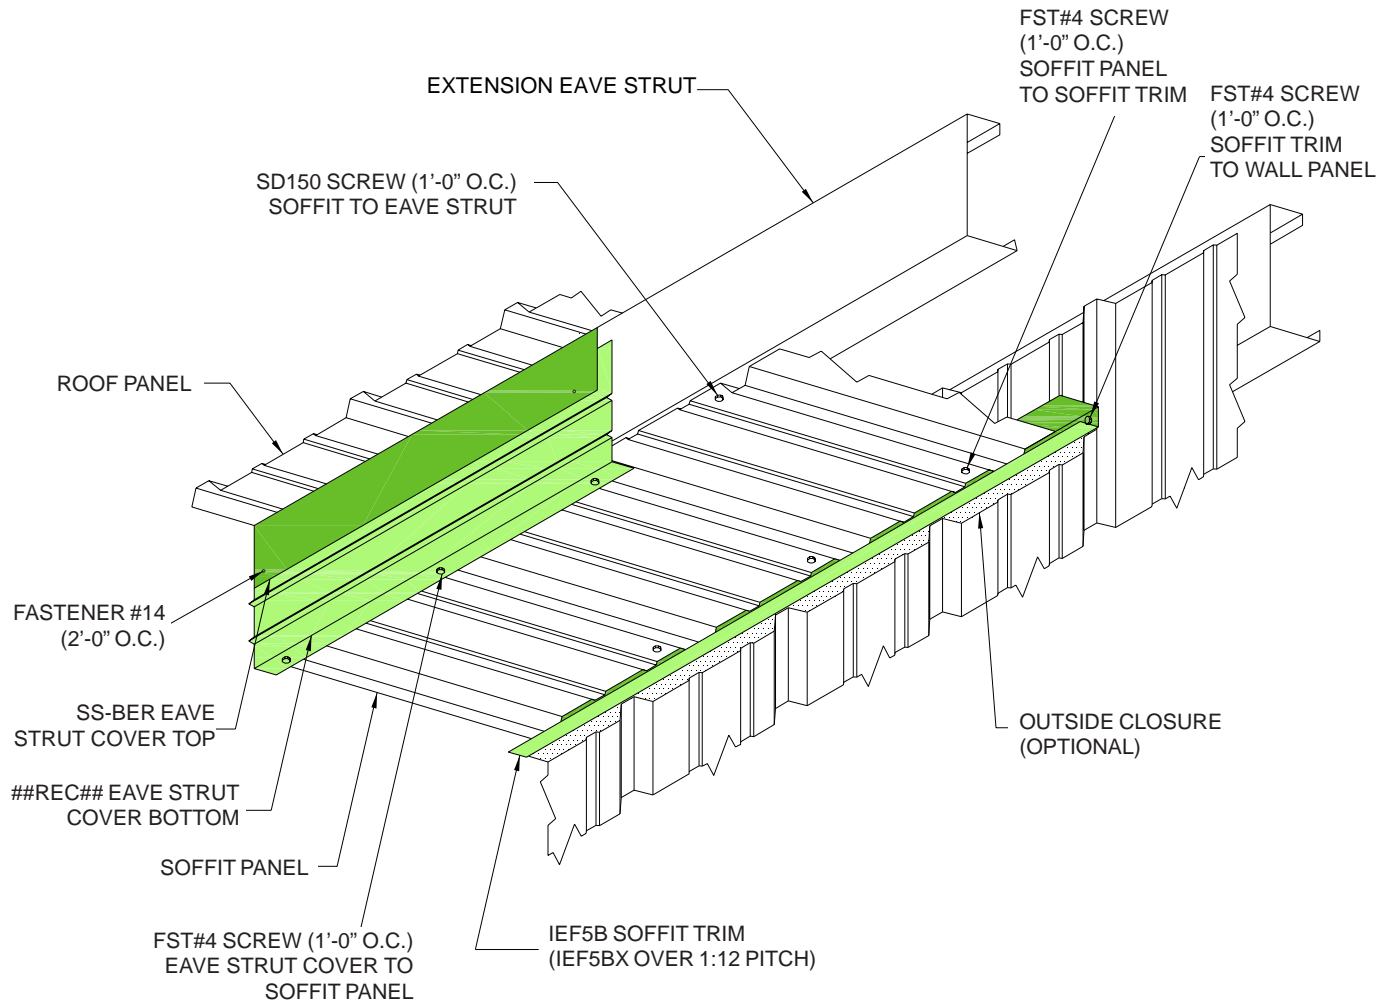 FST#4 SCREW
(1’-0” O.C.)
SOFFIT PANEL
TO SOFFIT TRIM
FST#4 SCREW
(1’-0” O.C.)
SOFFIT TRIM
TO WALL PANEL
EXTENSION EAVE STRUT
SD150 SCREW (1’-0” O.C.)
SOFFIT TO EAVE STRUT
ROOF PANEL
FASTENER #14
(2’-0” O.C.)
SS-BER EAVE
STRUT COVER TOP
##REC## EAVE STRUT
COVER BOTTOM
SOFFIT PANEL
FST#4 SCREW (1’-0” O.C.)
EAVE STRUT COVER TO
SOFFIT PANEL
IEF5B SOFFIT TRIM
(IEF5BX OVER 1:12 PITCH)
OUTSIDE CLOSURE
(OPTIONAL)